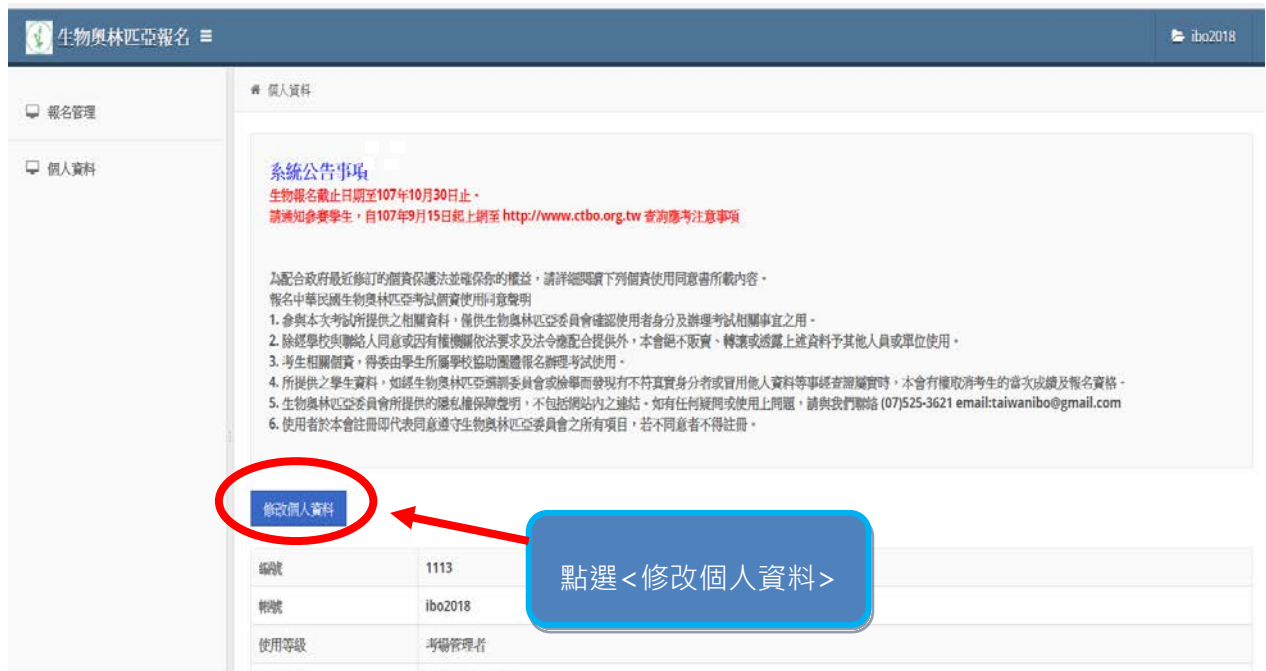 生物奧林匹亞報名
ibo2018
報名管理
個人資料
個人資料
系統公告事項
生物報名截止日期至107年10月30日止。
請通知參賽學生，自107年9月15日起上網至 http://www.ctbo.org.tw 查詢應考注意事項
為配合政府最近修訂的個資保護法並確保你的權益，請詳細閱讀下列個資使用同意書所載內容。
報名中華民國生物奧林匹亞考試個資使用同意聲明
1. 參與本次考試所提供之相關資料，僅供生物奧林匹亞委員會確認使用者身分及辦理考試相關事宜之用。
2. 除經學校與聯絡人同意或因有權機關依法要求及法令應配合提供外，本會絕不販賣、轉讓或透露上述資料予其他人員或單位使用。
3. 考生相關個資，得委由學生所屬學校協助團體報名辦理考試使用。
4. 所提供之學生資料，如經生物奧林匹亞選訓委員會或檢舉而發現有不符真實身分者或冒用他人資料等事經查證屬實時，本會有權取消考生的當次成績及報名資格。
5. 生物奧林匹亞委員會所提供的隱私權保障聲明，不包括網站內之連結。如有任何疑問或使用上問題，請與我們聯絡 (07)525-3621 email:taiwanibo@gmail.com
6. 使用者於本會註冊即代表同意遵守生物奧林匹亞委員會之所有項目，若不同意者不得註冊。
修改個人資料
點選<修改個人資料>
編號 1113
帳號 ibo2018
使用等級 考場管理者